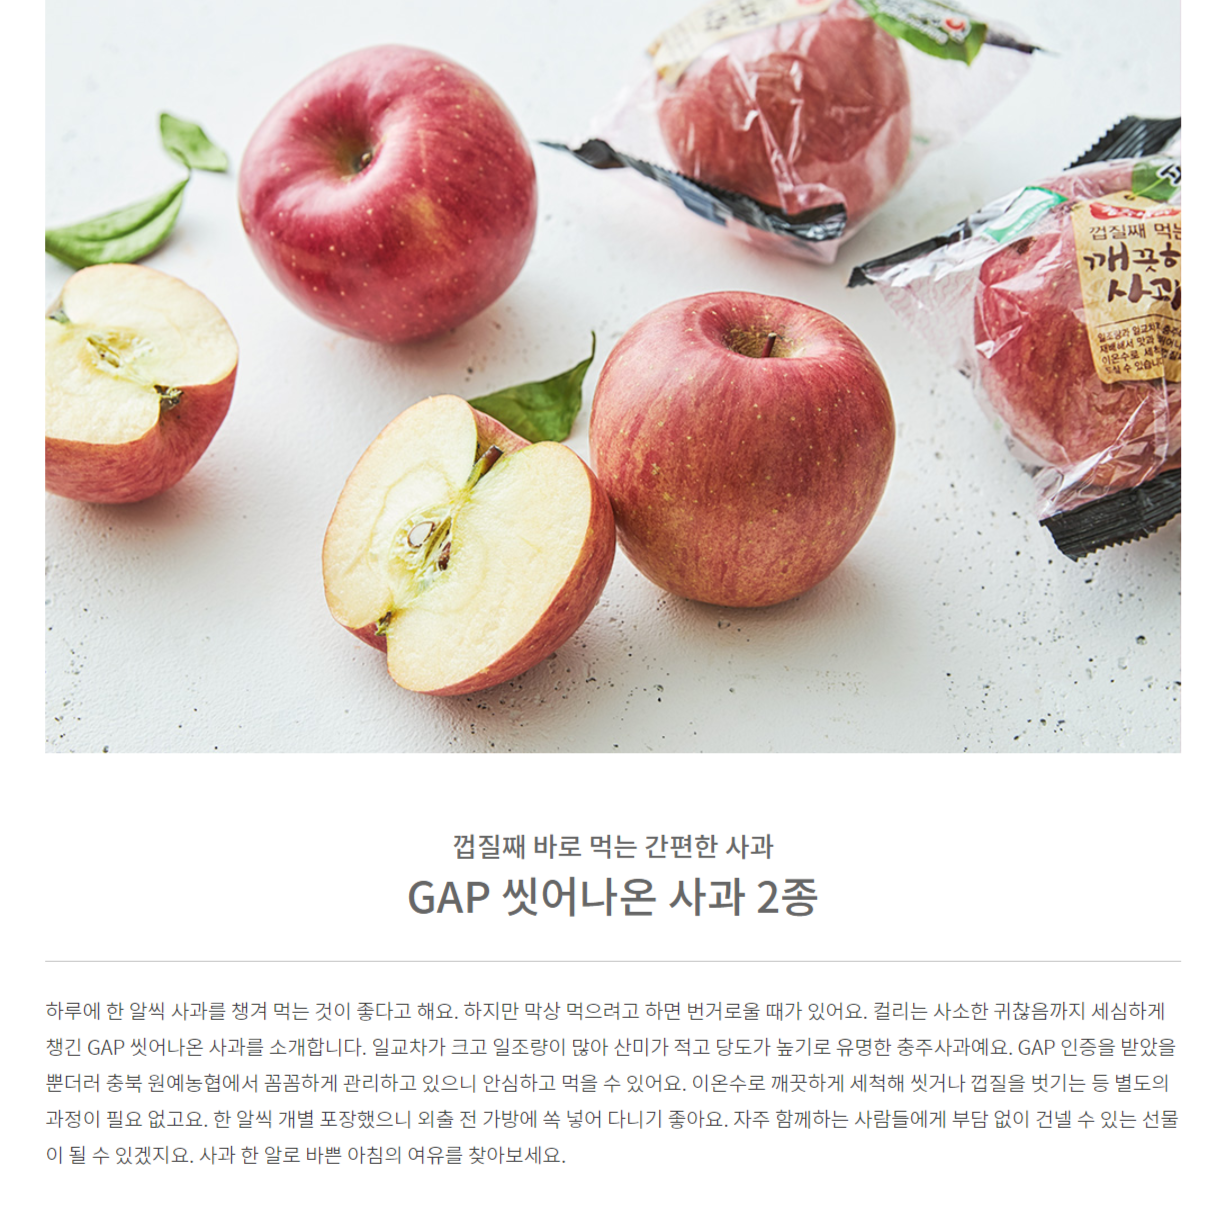 껍질째 먹는
깨끗한
사과
껍질째 바로 먹는 간편한 사과
GAP 씻어나온 사과 2종
하루에 한 알씩 사과를 챙겨 먹는 것이 좋다고 해요. 하지만 막상 먹으려고 하면 번거로울 때가 있어요. 컬리는 사소한 귀찮음까지 세심하게
챙긴 GAP 씻어나온 사과를 소개합니다. 일교차가 크고 일조량이 많아 산미가 적고 당도가 높기로 유명한 충주사과예요. GAP 인증을 받았을
뿐더러 충북 원예농협에서 꼼꼼하게 관리하고 있으니 안심하고 먹을 수 있어요. 이온수로 깨끗하게 세척해 씻거나 껍질을 벗기는 등 별도의
과정이 필요 없고요. 한 알씩 개별 포장했으니 외출 전 가방에 쏙 넣어 다니기 좋아요. 자주 함께하는 사람들에게 부담 없이 건넬 수 있는 선물
이 될 수 있겠지요. 사과 한 알로 바쁜 아침의 여유를 찾아보세요.